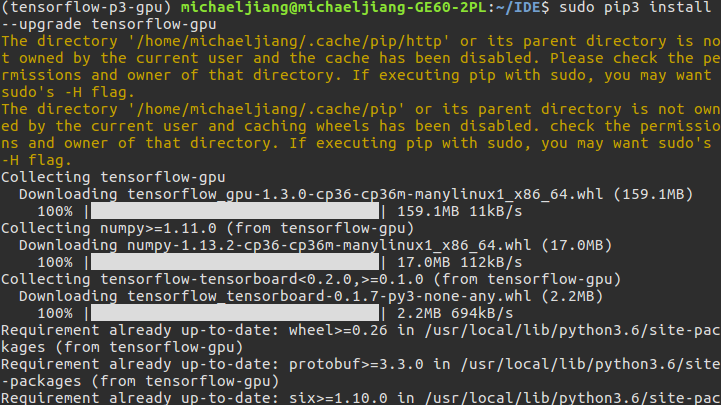 (tensorflow-p3-gpu) michaeljiang@michaeljiang-GE60-2PL:~/IDE$ sudo pip3 install
--upgrade tensorflow-gpu
The directory '/home/michaeljiang/.cache/pip/http' or its parent directory is no
t owned by the current user and the cache has been disabled. Please check the pe
rmissions and owner of that directory. If executing pip with sudo, you may want
sudo's -H flag.
The directory '/home/michaeljiang/.cache/pip' or its parent directory is not own
ed by the current user and caching wheels has been disabled. check the permissio
ns and owner of that directory. If executing pip with sudo, you may want sudo's
-H flag.
Collecting tensorflow-gpu
  Downloading tensorflow_gpu-1.3.0-cp36-cp36m-manylinux1_x86_64.whl (159.1MB)
    100% |████████████████████████████████| 159.1MB 11kB/s
Collecting numpy>=1.11.0 (from tensorflow-gpu)
  Downloading numpy-1.13.2-cp36-cp36m-manylinux1_x86_64.whl (17.0MB)
    100% |████████████████████████████████| 17.0MB 112kB/s
Collecting tensorflow-tensorboard<0.2.0,>=0.1.0 (from tensorflow-gpu)
  Downloading tensorflow_tensorboard-0.1.7-py3-none-any.whl (2.2MB)
    100% |████████████████████████████████| 2.2MB 694kB/s
Requirement already up-to-date: wheel>=0.26 in /usr/local/lib/python3.6/site-pac
kages (from tensorflow-gpu)
Requirement already up-to-date: protobuf>=3.3.0 in /usr/local/lib/python3.6/site
-packages (from tensorflow-gpu)
Requirement already up-to-date: six>=1.10.0 in /usr/local/lib/python3.6/site-pac